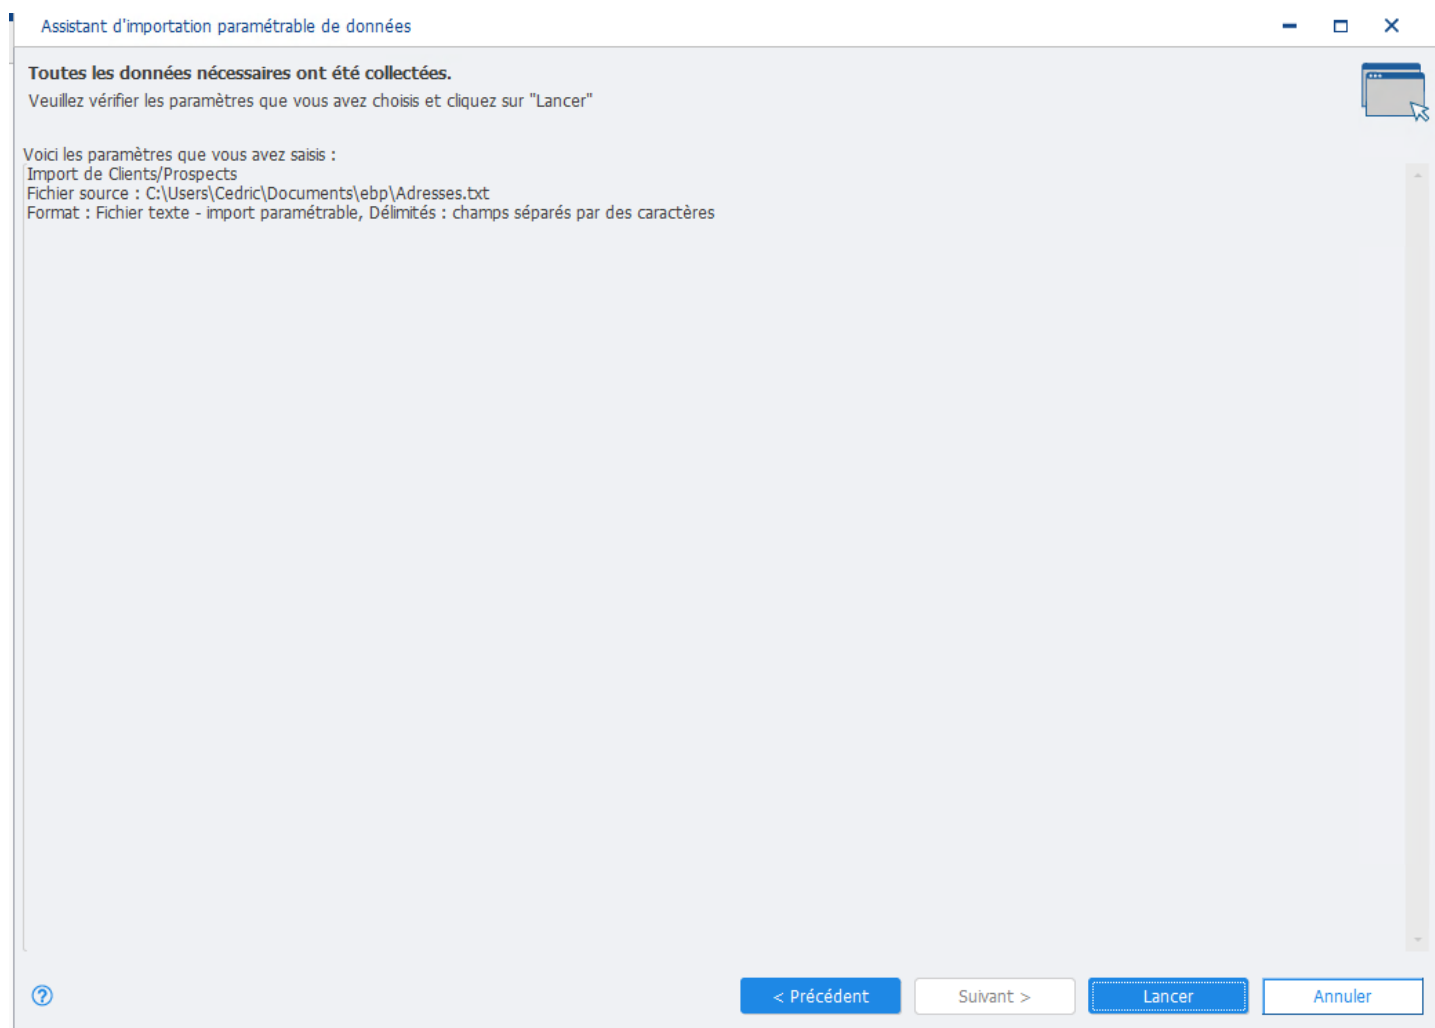 Assistant d'importation paramétrable de données
Toutes les données nécessaires ont été collectées.
Veuillez vérifier les paramètres que vous avez choisis et cliquez sur "Lancer"
Voici les paramètres que vous avez saisis :
Import de Clients/Prospects
Fichier source : C:\Users\Cedric\Documents\ebp\Adresses.txt
Format : Fichier texte - import paramétrable, Délimités : champs séparés par des caractères
? < Précédent Suivant > Lancer Annuler